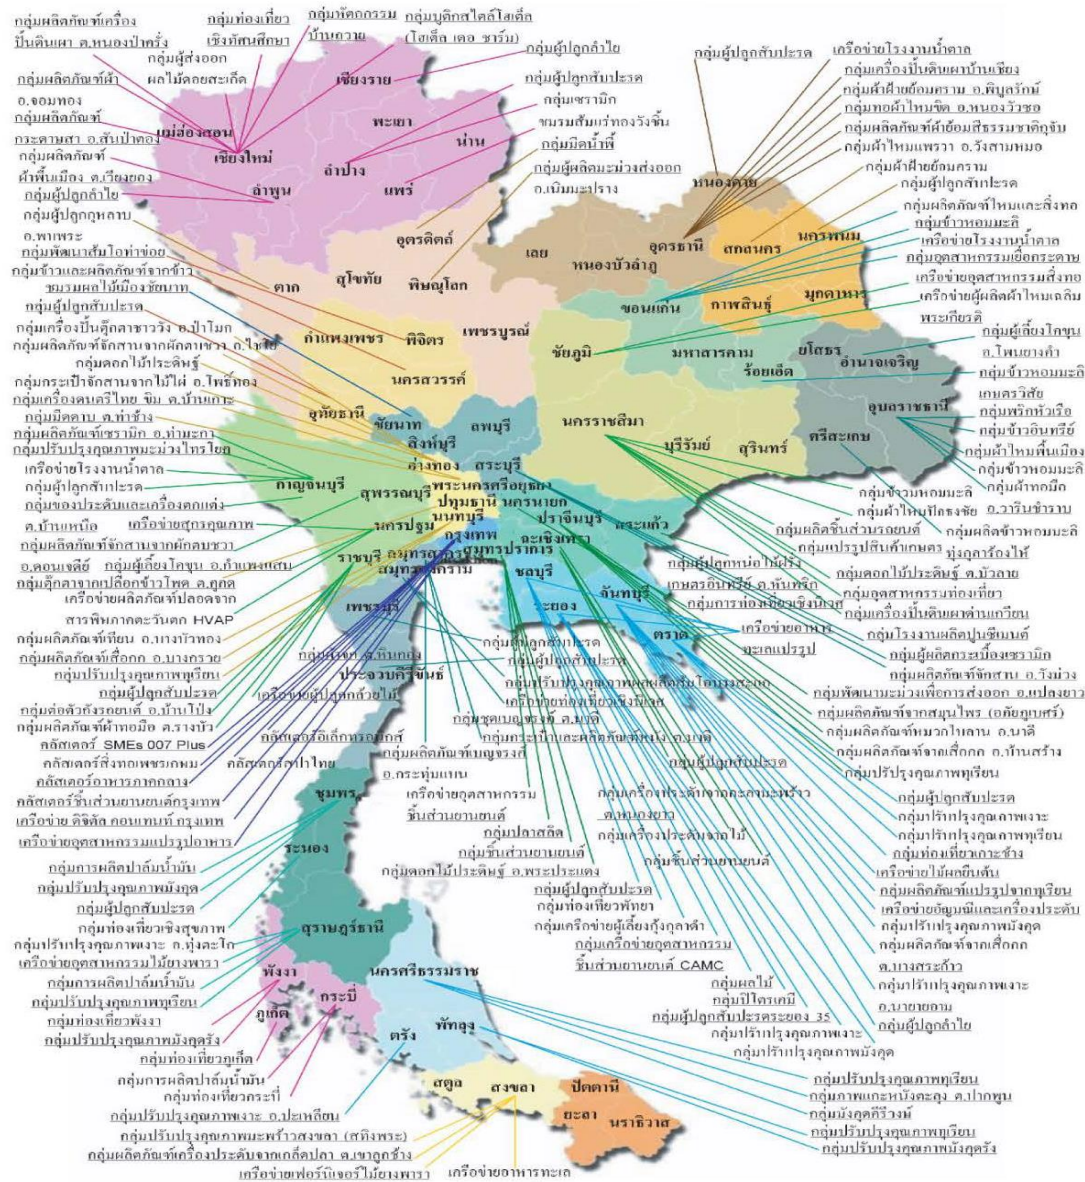 กลุ่มผลิตภัณฑ์เครื่อง
ปั้นดินเผา ต.หนองป่าครั่ง
กลุ่มท่องเที่ยว
เชิงทัศนศึกษา
กลุ่มหัตถกรรม
บ้านถวาย
กลุ่มบูติกสไตล์โฮเต็ล
(โฮเต็ล เดอ ชาร์ม)
กลุ่มผู้ส่งออก
ผลไม้ดอยสะเก็ด
กลุ่มผลิตภัณฑ์ผ้า
อ.จอมทอง
กลุ่มผลิตภัณฑ์
กระดาษสา อ.สันป่าตอง
กลุ่มผลิตภัณฑ์
ผ้าพื้นเมือง ต.เวียงยอง
กลุ่มผู้ปลูกลำไย
กลุ่มผู้ปลูกกุหลาบ
อ.พบพระ
กลุ่มพัฒนาส้มโอท่าข่อย
กลุ่มข้าวและผลิตภัณฑ์จากข้าว
ชมรมผลไม้เมืองชัยนาท
กลุ่มผู้ปลูกสับปะรด
กลุ่มเครื่องปั้นตุ๊กตาชาววัง อ.ป่าโมก
กลุ่มผลิตภัณฑ์จักสานจากผักตบชวา อ.ไชโย
กลุ่มดอกไม้ประดิษฐ์
กลุ่มกระเป๋าจักสานจากไม้ไผ่ อ.โพธิ์ทอง
กลุ่มเครื่องดนตรีไทย ขิม ต.บ้านเกาะ
กลุ่มมีดดาบ ต.ท่าช้าง
กลุ่มผลิตภัณฑ์เซรามิก อ.ท่ามะกา
กลุ่มปรับปรุงคุณภาพมะม่วงไทรโยค
เครือข่ายโรงงานน้ำตาล
กลุ่มผู้ปลูกสับปะรด
กลุ่มของประดับและเครื่องตกแต่ง
ต.บ้านเหนือ
เครือข่ายสุกรคุณภาพ
กลุ่มผลิตภัณฑ์จักสานจากผักตบชวา
อ.ดอนเจดีย์
กลุ่มผู้เลี้ยงโคขุน อ.กำแพงแสน
กลุ่มตุ๊กตาจากเปลือกข้าวโพด
เครือข่ายผลิตภัณฑ์ปลอดจาก
สารพิษภาคตะวันตก HVAP
กลุ่มผลิตภัณฑ์เทียน อ.บางบัวทอง
กลุ่มผลิตภัณฑ์เสื่อกก อ.บางกรวย
กลุ่มปรับปรุงคุณภาพทุเรียน
กลุ่มผู้ปลูกสับปะรด
กลุ่มต่อตัวถังรถยนต์ อ.บ้านโป่ง
กลุ่มผลิตภัณฑ์ผ้าทอมือ ต.รางบัว
คลัสเตอร์ SMEs 007 Plus
คลัสเตอร์สิ่งทอเพชรเกษม
คลัสเตอร์อาหารภาคกลาง
คลัสเตอร์ชิ้นส่วนยานยนต์กรุงเทพ
เครือข่าย ดิจิตัล คอนเทนท์ กรุงเทพ
เครือข่ายอุตสาหกรรมแปรรูปอาหาร
กลุ่มการผลิตปาล์มน้ำมัน
กลุ่มปรับปรุงคุณภาพมังคุด
กลุ่มผู้ปลูกสับปะรด
กลุ่มท่องเที่ยวเชิงสุขภาพ
กลุ่มปรับปรุงคุณภาพเงาะ อ.ทุ่งตะโก
เครือข่ายอุตสาหกรรมไม้ยางพารา
กลุ่มการผลิตปาล์มน้ำมัน
กลุ่มปรับปรุงคุณภาพทุเรียน
กลุ่มท่องเที่ยวพังงา
กลุ่มปรับปรุงคุณภาพมังคุดรัง
กลุ่มท่องเที่ยวภูเก็ต
กลุ่มการผลิตปาล์มน้ำมัน
กลุ่มท่องเที่ยวกระบี่
กลุ่มปรับปรุงคุณภาพเงาะ อ.ปะเหลียน
กลุ่มปรับปรุงคุณภาพมะพร้าวสงขลา (สทิงพระ)
กลุ่มผลิตภัณฑ์เครื่องประดับจากเกล็ดปลา ต.เขารูปช้าง
เครือข่ายเฟอร์นิเจอร์ไม้ยางพารา
เครือข่ายอาหารทะเล
เชียงราย
แม่ฮ่องสอน
เชียงใหม่
พะเยา
น่าน
ลำปาง
ลำพูน
แพร่
อุตรดิตถ์
ตาก
สุโขทัย
พิษณุโลก
กำแพงเพชร
พิจิตร
เพชรบูรณ์
นครสวรรค์
อุทัยธานี
ชัยนาท
สิงห์บุรี
ลพบุรี
อ่างทอง
สระบุรี
พระนครศรีอยุธยา
กาญจนบุรี
สุพรรณบุรี
ปทุมธานี
นครนายก
นนทบุรี
นครปฐม
ปราจีนบุรี
สระแก้ว
กรุงเทพ
ฉะเชิงเทรา
ราชบุรี
สมุทรปราการ
สมุทรสงคราม
ชลบุรี
จันทบุรี
เพชรบุรี
ระยอง
ตราด
ประจวบคีรีขันธ์
ชุมพร
ระนอง
สุราษฎร์ธานี
พังงา
กระบี่
ภูเก็ต
นครศรีธรรมราช
ตรัง
พัทลุง
สตูล
สงขลา
ปัตตานี
ยะลา
นราธิวาส
หนองคาย
เลย
อุดรธานี
หนองบัวลำภู
สกลนคร
นครพนม
ขอนแก่น
กาฬสินธุ์
มุกดาหาร
ชัยภูมิ
มหาสารคาม
ร้อยเอ็ด
ยโสธร
อำนาจเจริญ
นครราชสีมา
บุรีรัมย์
สุรินทร์
ศรีสะเกษ
อุบลราชธานี
กลุ่มผู้ปลูกลำไย
กลุ่มผู้ปลูกสับปะรด
กลุ่มเซรามิก
ชมรมส้มแร่ทองวังชิ้น
กลุ่มมีดน้ำพี้
กลุ่มผู้ผลิตมะม่วงส่งออก
อ.เนินมะปราง
กลุ่มผู้ปลูกสับปะรด
เครือข่ายโรงงานน้ำตาล
กลุ่มเครื่องปั้นดินเผาบ้านเชียง
กลุ่มผ้าฝ้ายย้อมคราม อ.พิบูลรักษ์
กลุ่มทอผ้าไหมขิด อ.หนองวัวซอ
กลุ่มผลิตภัณฑ์ผ้าย้อมสีธรรมชาติกุจับ
กลุ่มผ้าไหมแพรวา อ.วังสามหมอ
กลุ่มผ้าฝ้ายย้อมคราม
กลุ่มผู้ปลูกสับปะรด
กลุ่มผลิตภัณฑ์ไหมและสิ่งทอ
กลุ่มข้าวหอมมะลิ
เครือข่ายโรงงานน้ำตาล
กลุ่มอุตสาหกรรมเยื่อกระดาษ
เครือข่ายอุตสาหกรรมสิ่งทอ
เครือข่ายผู้ผลิตผ้าไหมเฉลิม
พระเกียรติ
กลุ่มผู้เลี้ยงโคขุน
อ.โพนยางคำ
กลุ่มข้าวหอมมะลิ
เกษตรวิสัย
กลุ่มพริกหัวเรือ
กลุ่มข้าวอินทรีย์
กลุ่มผ้าไหมพื้นเมือง
กลุ่มข้าวหอมมะลิ
กลุ่มผ้าทอมือ
อ.วารินชำราบ
กลุ่มผลิตข้าวหอมมะลิ
ทุ่งกุลาร้องไห้
กลุ่มข้าวหอมมะลิ
กลุ่มผ้าไหมปักธงชัย
กลุ่มผลิตชิ้นส่วนรถยนต์
กลุ่มแปรรูปสินค้าเกษตร
กลุ่มดอกไม้ประดิษฐ์ ต.บัวลาย
กลุ่มอุตสาหกรรมท่องเที่ยว
กลุ่มเครื่องปั้นดินเผาด่านเกวียน
กลุ่มโรงงานผลิตปูนซีเมนต์
กลุ่มผู้ผลิตกระเบื้องเซรามิก
กลุ่มผลิตภัณฑ์จักสาน อ.วังม่วง
กลุ่มพัฒนามะม่วงเพื่อการส่งออก อ.แปลงยาว
กลุ่มผลิตภัณฑ์จากสมุนไพร (อภัยภูเบศร์)
กลุ่มผลิตภัณฑ์หมวกใบลาน อ.นาดี
กลุ่มผลิตภัณฑ์จากเสื่อกก อ.บ้านสร้าง
กลุ่มปรับปรุงคุณภาพทุเรียน
กลุ่มผู้ปลูกหน่อไม้ฝรั่ง
กลุ่มการท่องเที่ยวเชิงนิเวศ
เครือข่ายอาหาร
ทะเลแปรรูป
กลุ่มผู้ปลูกสับปะรด
กลุ่มผู้ปลูกสับปะรด
เครือข่ายผู้ปลูกกล้วยไม้
เครือข่ายท่องเที่ยวเชิงนิเวศ
คลัสเตอร์อิเล็กทรอนิกส์
คลัสเตอร์สปาไทย
กลุ่มผลิตภัณฑ์เบญจรงค์
อ.กระทุ่มแบน
เครือข่ายอุตสาหกรรม
ชิ้นส่วนยานยนต์
กลุ่มผู้ปลูกสับปะรด
กลุ่มเครื่องประดับจากกะลามะพร้าว
ต.หนองขาว
กลุ่มเครื่องประดับจากไม้
กลุ่มชิ้นส่วนยานยนต์
กลุ่มปลาสลิด
กลุ่มชิ้นส่วนยานยนต์
กลุ่มดอกไม้ประดิษฐ์ อ.พระประแดง
กลุ่มผู้ปลูกสับปะรด
กลุ่มท่องเที่ยวพัทยา
กลุ่มเครือข่ายผู้เลี้ยงกุ้งกุลาดำ
กลุ่มเครือข่ายอุตสาหกรรม
ชิ้นส่วนยานยนต์ CAMC
กลุ่มผลไม้
กลุ่มปิโตรเคมี
กลุ่มผู้ปลูกสับปะรดระยอง 35
กลุ่มปรับปรุงคุณภาพเงาะ
กลุ่มปรับปรุงคุณภาพมังคุด
กลุ่มผู้ปลูกสับปะรด
กลุ่มปรับปรุงคุณภาพเงาะ
กลุ่มปรับปรุงคุณภาพทุเรียน
กลุ่มท่องเที่ยวเกาะช้าง
เครือข่ายไม้ผลยืนต้น
กลุ่มผลิตภัณฑ์แปรรูปจากทุเรียน
เครือข่ายอัญมณีและเครื่องประดับ
กลุ่มปรับปรุงคุณภาพมังคุด
กลุ่มผลิตภัณฑ์จากเสื่อกก
ต.บางสระเก้า
กลุ่มปรับปรุงคุณภาพเงาะ
อ.นายายอาม
กลุ่มผู้ปลูกลำไย
กลุ่มปรับปรุงคุณภาพทุเรียน
กลุ่มภาพแกะหนังตะลุง ต.ปากพูน
กลุ่มมังคุดคีรีวงษ์
กลุ่มปรับปรุงคุณภาพทุเรียน
กลุ่มปรับปรุงคุณภาพมังคุดรัง